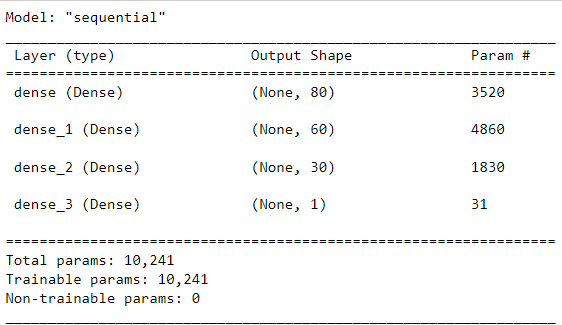 Model: "sequential"
_________________________________________________________________
Layer (type) Output Shape Param #
=================================================================
dense (Dense) (None, 80) 3520
dense_1 (Dense) (None, 60) 4860
dense_2 (Dense) (None, 30) 1830
dense_3 (Dense) (None, 1) 31
=================================================================
Total params: 10,241
Trainable params: 10,241
Non-trainable params: 0
_________________________________________________________________